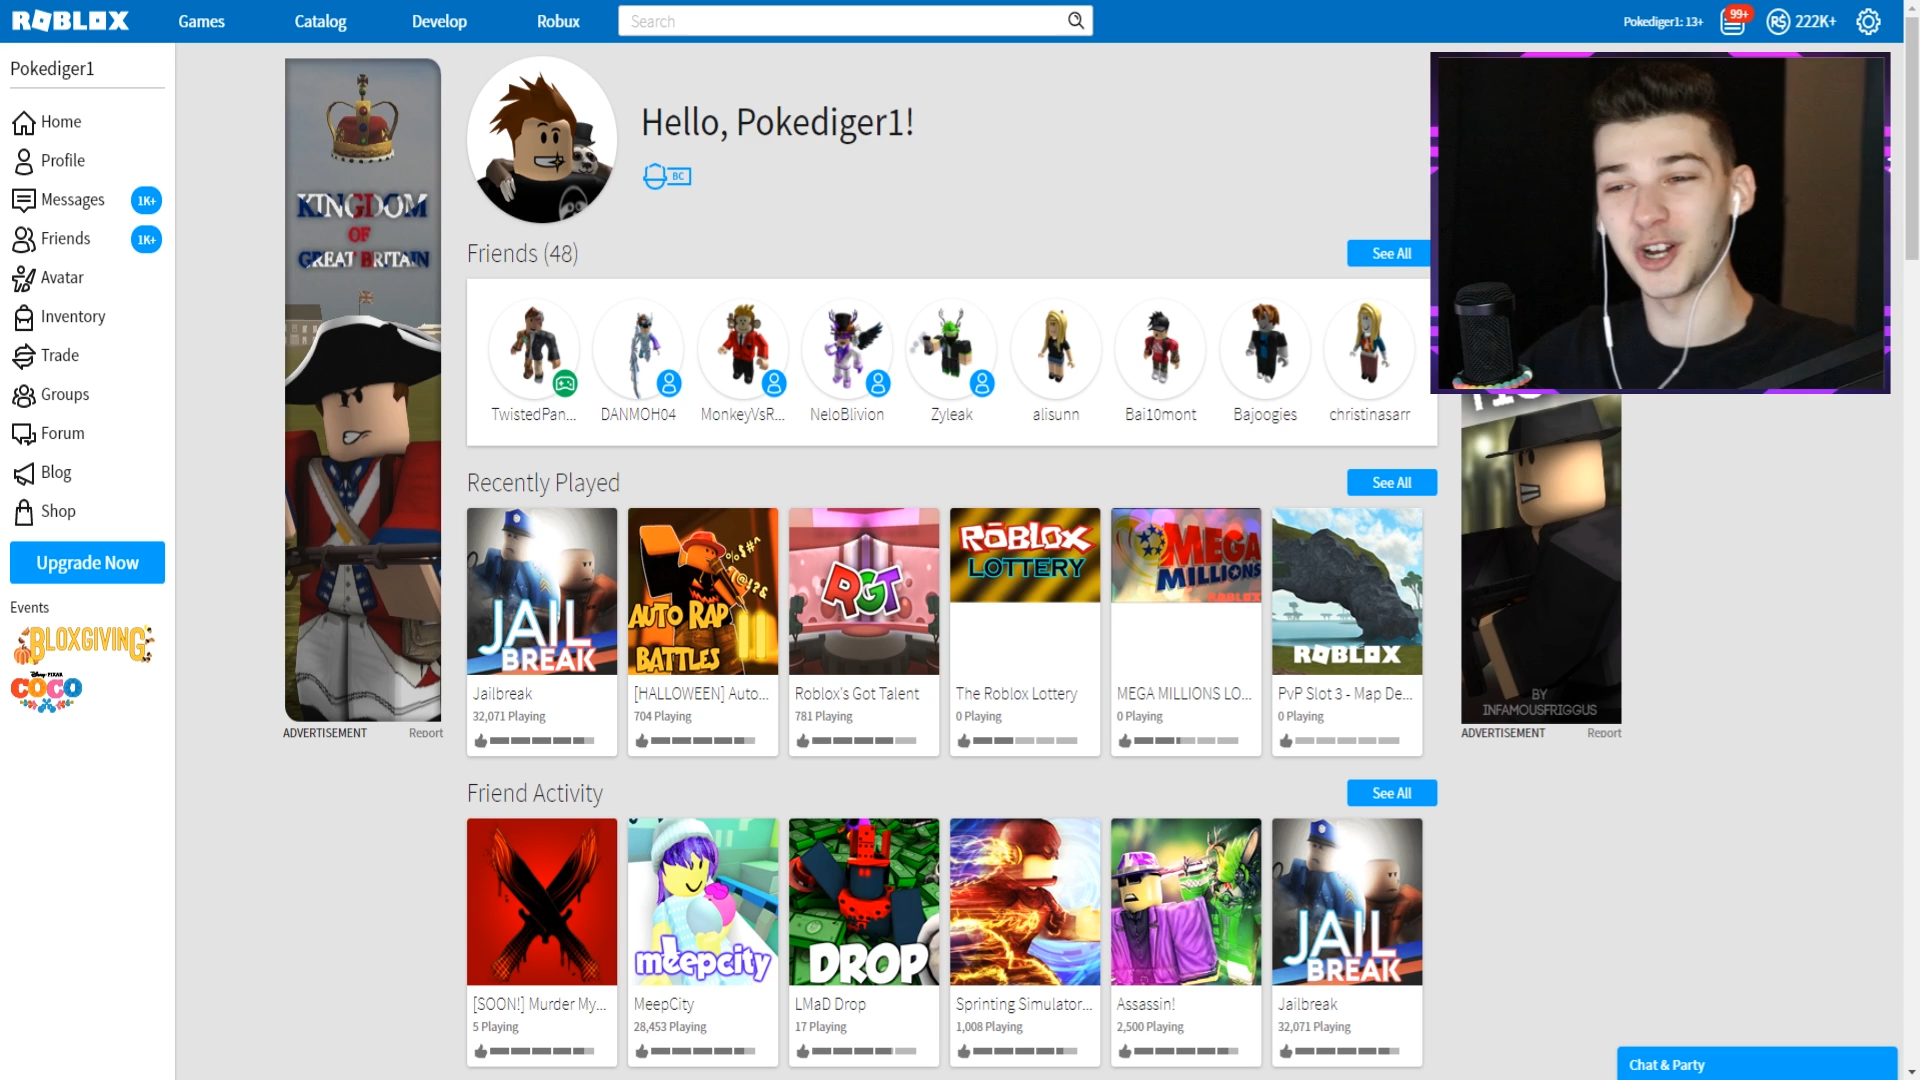 ROBLOX
Games
Catalog
Develop
Robux
Search
Pokediger1: 13+
99+
R$
222K+
Pokediger1
Home
Profile
Messages
1K+
Friends
1K+
Avatar
Inventory
Trade
Groups
Forum
Blog
Shop
Upgrade Now
Events
BLOXGIVING
Disney·PIXAR
COCO
KINGDOM
OF
GREAT BRITAIN
ADVERTISEMENT
Report
Hello, Pokediger1!
BC
Friends (48)
See All
TwistedPan...
DANMOH04
MonkeyVsR...
NeloBlivion
Zyleak
alisunn
Bai10mont
Bajoogies
christinasarr
Recently Played
See All
JAIL
BREAK
AUTO RAP
BATTLES
%$#^
!@!?&
RGT
RŌBLOX
LOTTERY
MEGA
MILLIONS
ROBLOX
ROBLOX
Jailbreak
[HALLOWEEN] Auto...
Roblox's Got Talent
The Roblox Lottery
MEGA MILLIONS LO...
PvP Slot 3 - Map De...
32,071 Playing
704 Playing
781 Playing
0 Playing
0 Playing
0 Playing
BY
INFAMOUSFRIGGUS
ADVERTISEMENT
Report
Friend Activity
See All
meepcity
DROP
JAIL
BREAK
[SOON!] Murder My...
MeepCity
LMaD Drop
Sprinting Simulator...
Assassin!
Jailbreak
5 Playing
28,453 Playing
17 Playing
1,008 Playing
2,500 Playing
32,071 Playing
Chat & Party